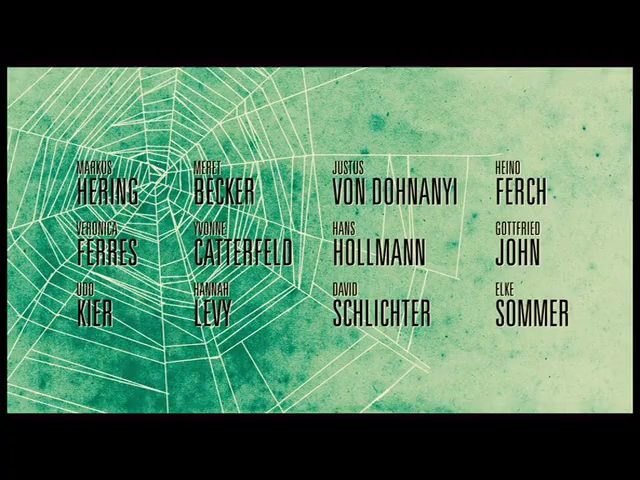 MARKUS HERING
MERET BECKER
JUSTUS VON DOHNANYI
HEINO FERCH
VERONICA FERRES
YVONNE CATTERFELD
HANS HOLLMANN
GOTTFRIED JOHN
UDO KIER
HANNAH LEVY
DAVID SCHLICHTER
ELKE SOMMER